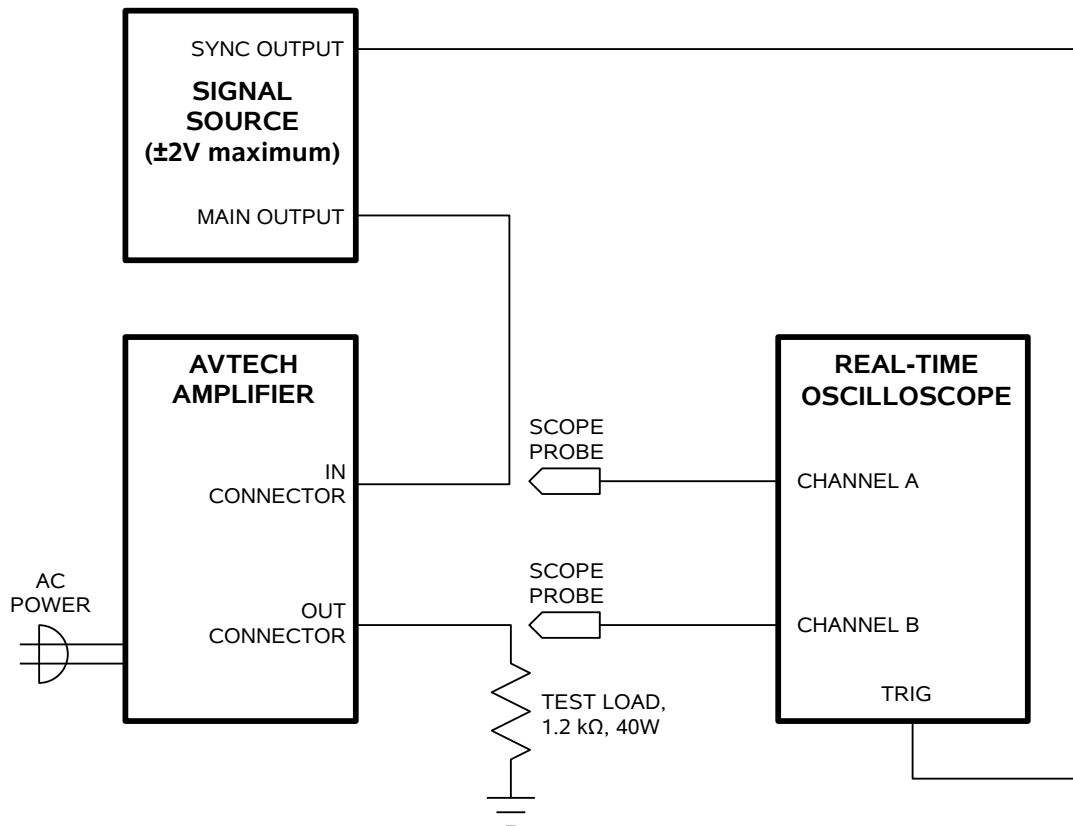 SYNC OUTPUT
SIGNAL
SOURCE
(±2V maximum)
MAIN OUTPUT
AVTECH
AMPLIFIER
IN
CONNECTOR
OUT
CONNECTOR
AC
POWER
SCOPE
PROBE
SCOPE
PROBE
TEST LOAD,
1.2 kΩ, 40W
REAL-TIME
OSCILLOSCOPE
CHANNEL A
CHANNEL B
TRIG